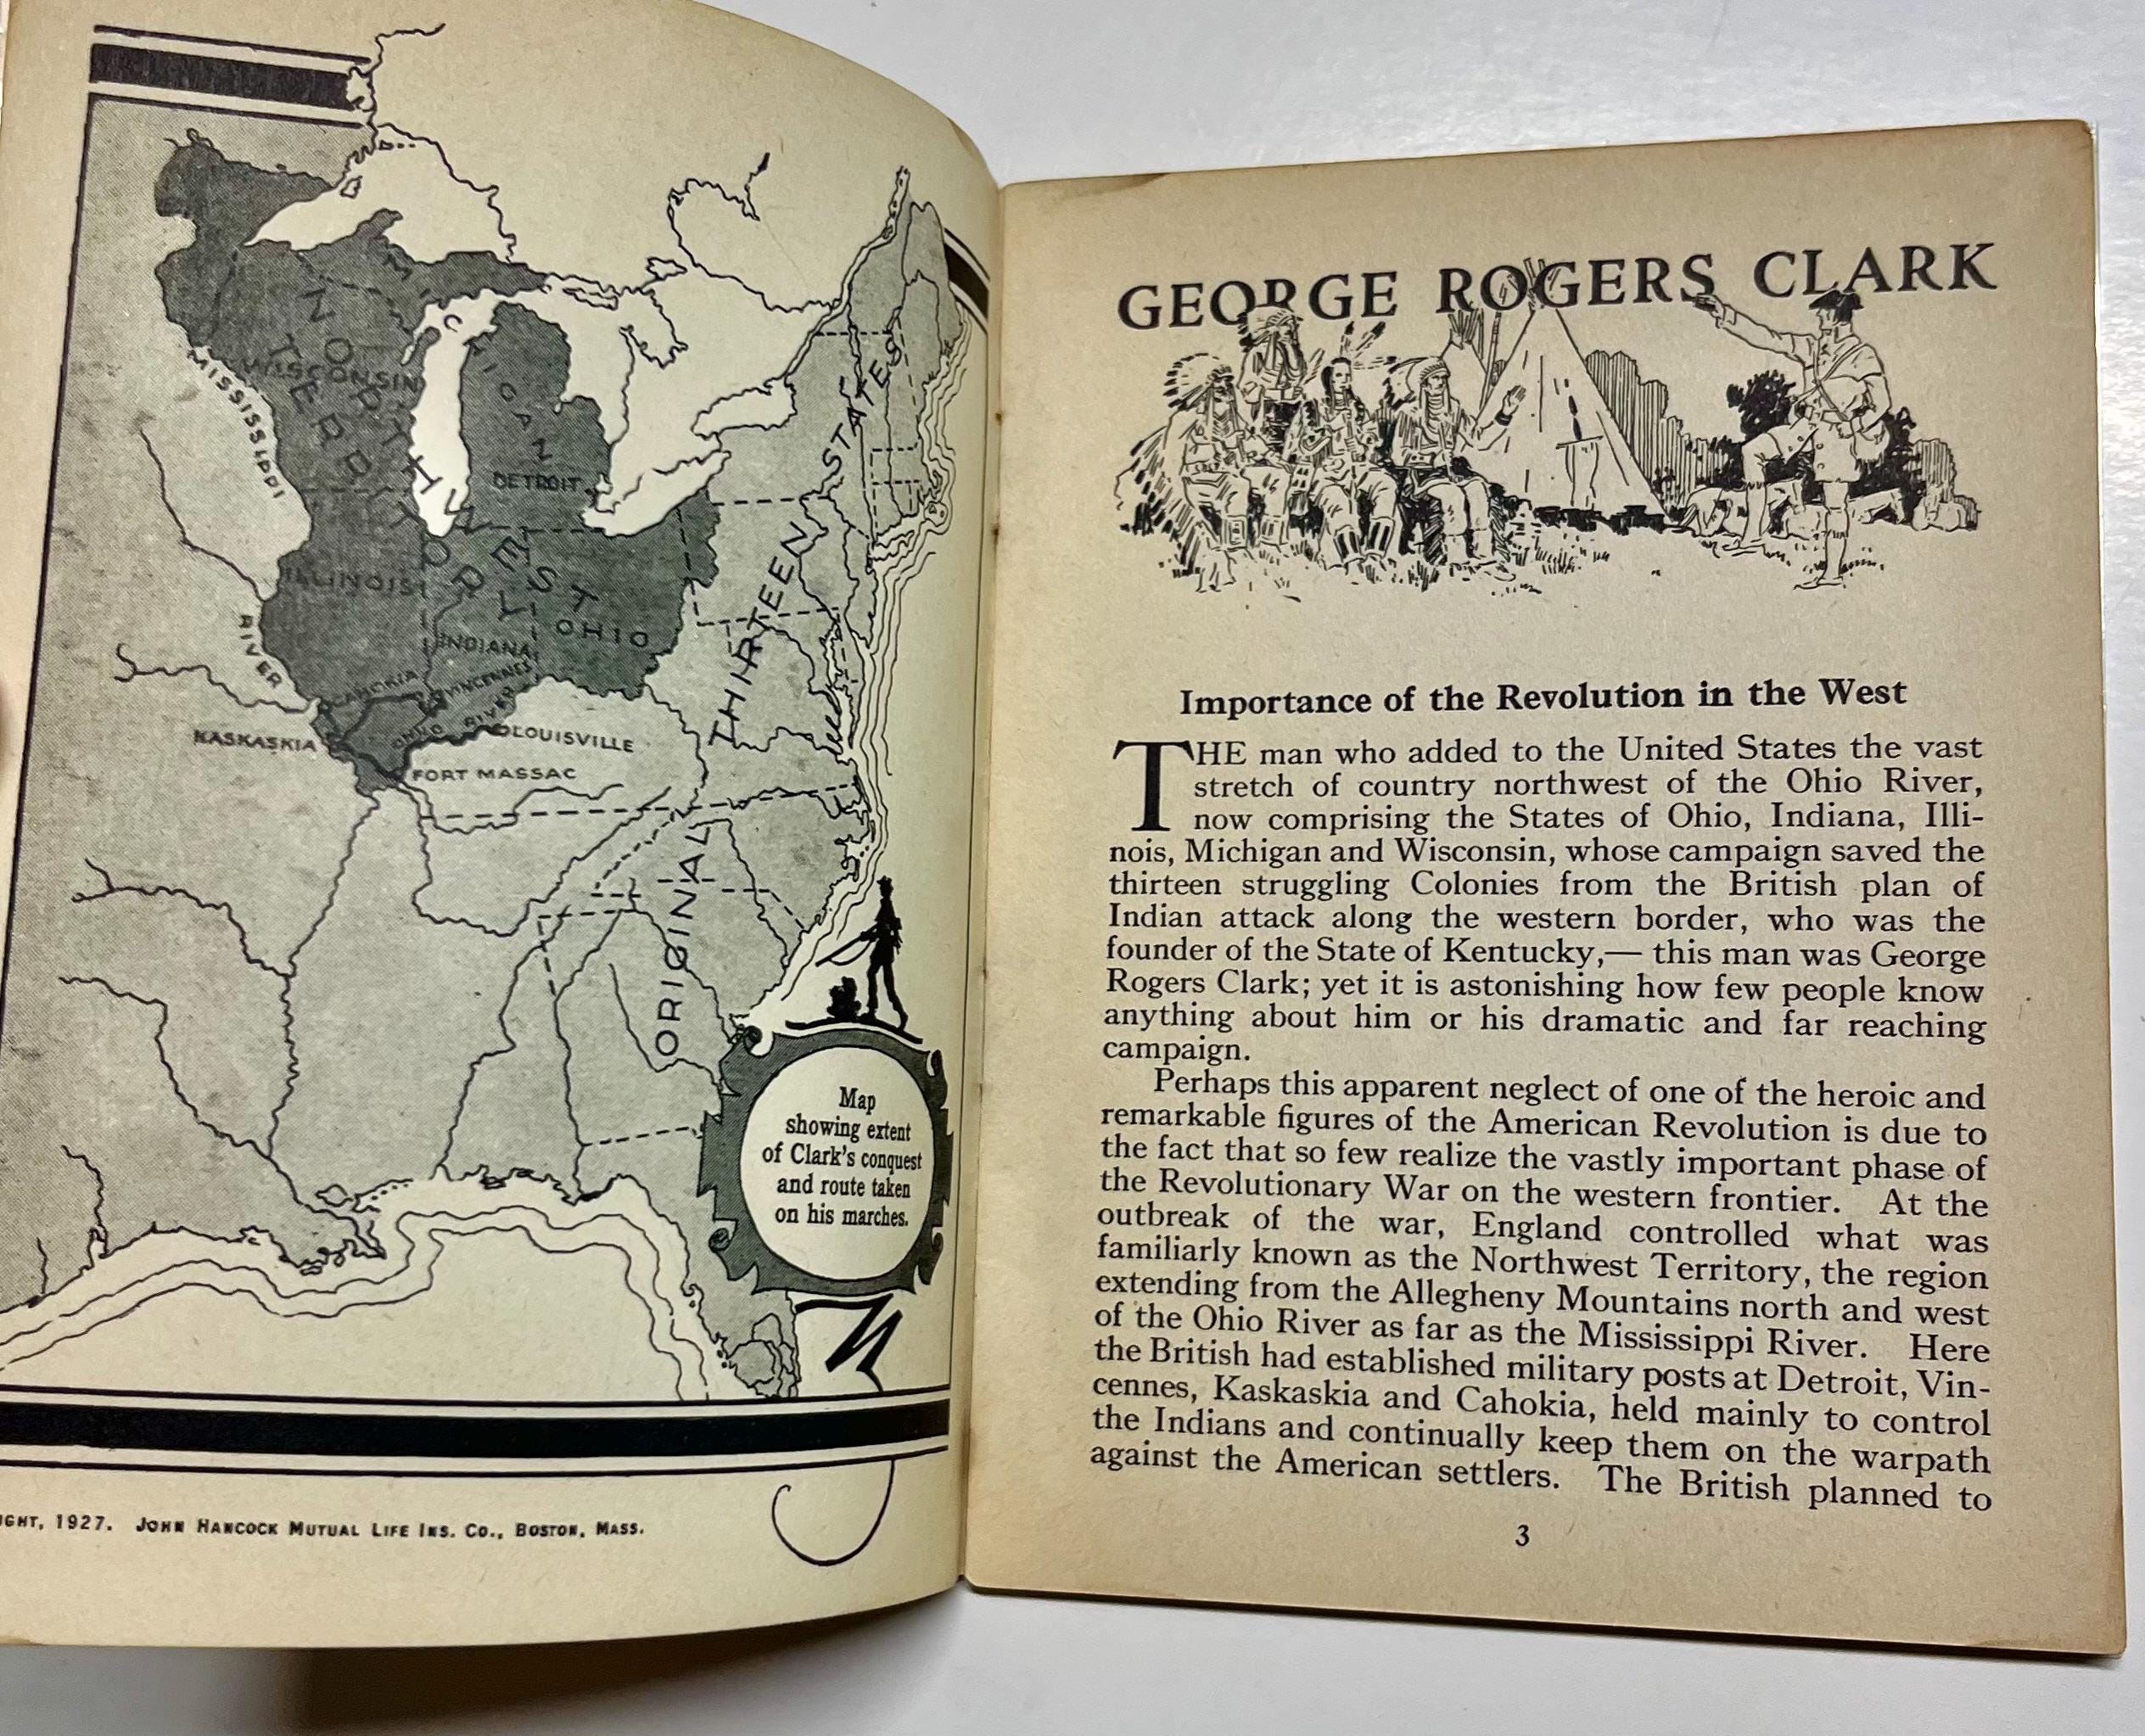 NORTHWEST
TERRITORY
WISCONSIN
MICHIGAN
MISSISSIPPI
RIVER
DETROIT
ILLINOIS
INDIANA
OHIO
CAHOKIA
VINCENNES
OHIO RIVER
KASKASKIA
LOUISVILLE
FORT MASSAC
THIRTEEN STATES
ORIGINAL
Map
showing extent
of Clark's conquest
and route taken
on his marches.
1927. JOHN HANCOCK MUTUAL LIFE INS. CO., BOSTON, MASS.
GEORGE ROGERS CLARK
Importance of the Revolution in the West
THE man who added to the United States the vast
stretch of country northwest of the Ohio River,
now comprising the States of Ohio, Indiana, Illi-
nois, Michigan and Wisconsin, whose campaign saved the
thirteen struggling Colonies from the British plan of
Indian attack along the western border, who was the
founder of the State of Kentucky,— this man was George
Rogers Clark; yet it is astonishing how few people know
anything about him or his dramatic and far reaching
campaign.
Perhaps this apparent neglect of one of the heroic and
remarkable figures of the American Revolution is due to
the fact that so few realize the vastly important phase of
the Revolutionary War on the western frontier. At the
outbreak of the war, England controlled what was
familiarly known as the Northwest Territory, the region
extending from the Allegheny Mountains north and west
of the Ohio River as far as the Mississippi River. Here
the British had established military posts at Detroit, Vin-
cennes, Kaskaskia and Cahokia, held mainly to control
the Indians and continually keep them on the warpath
against the American settlers. The British planned to
3